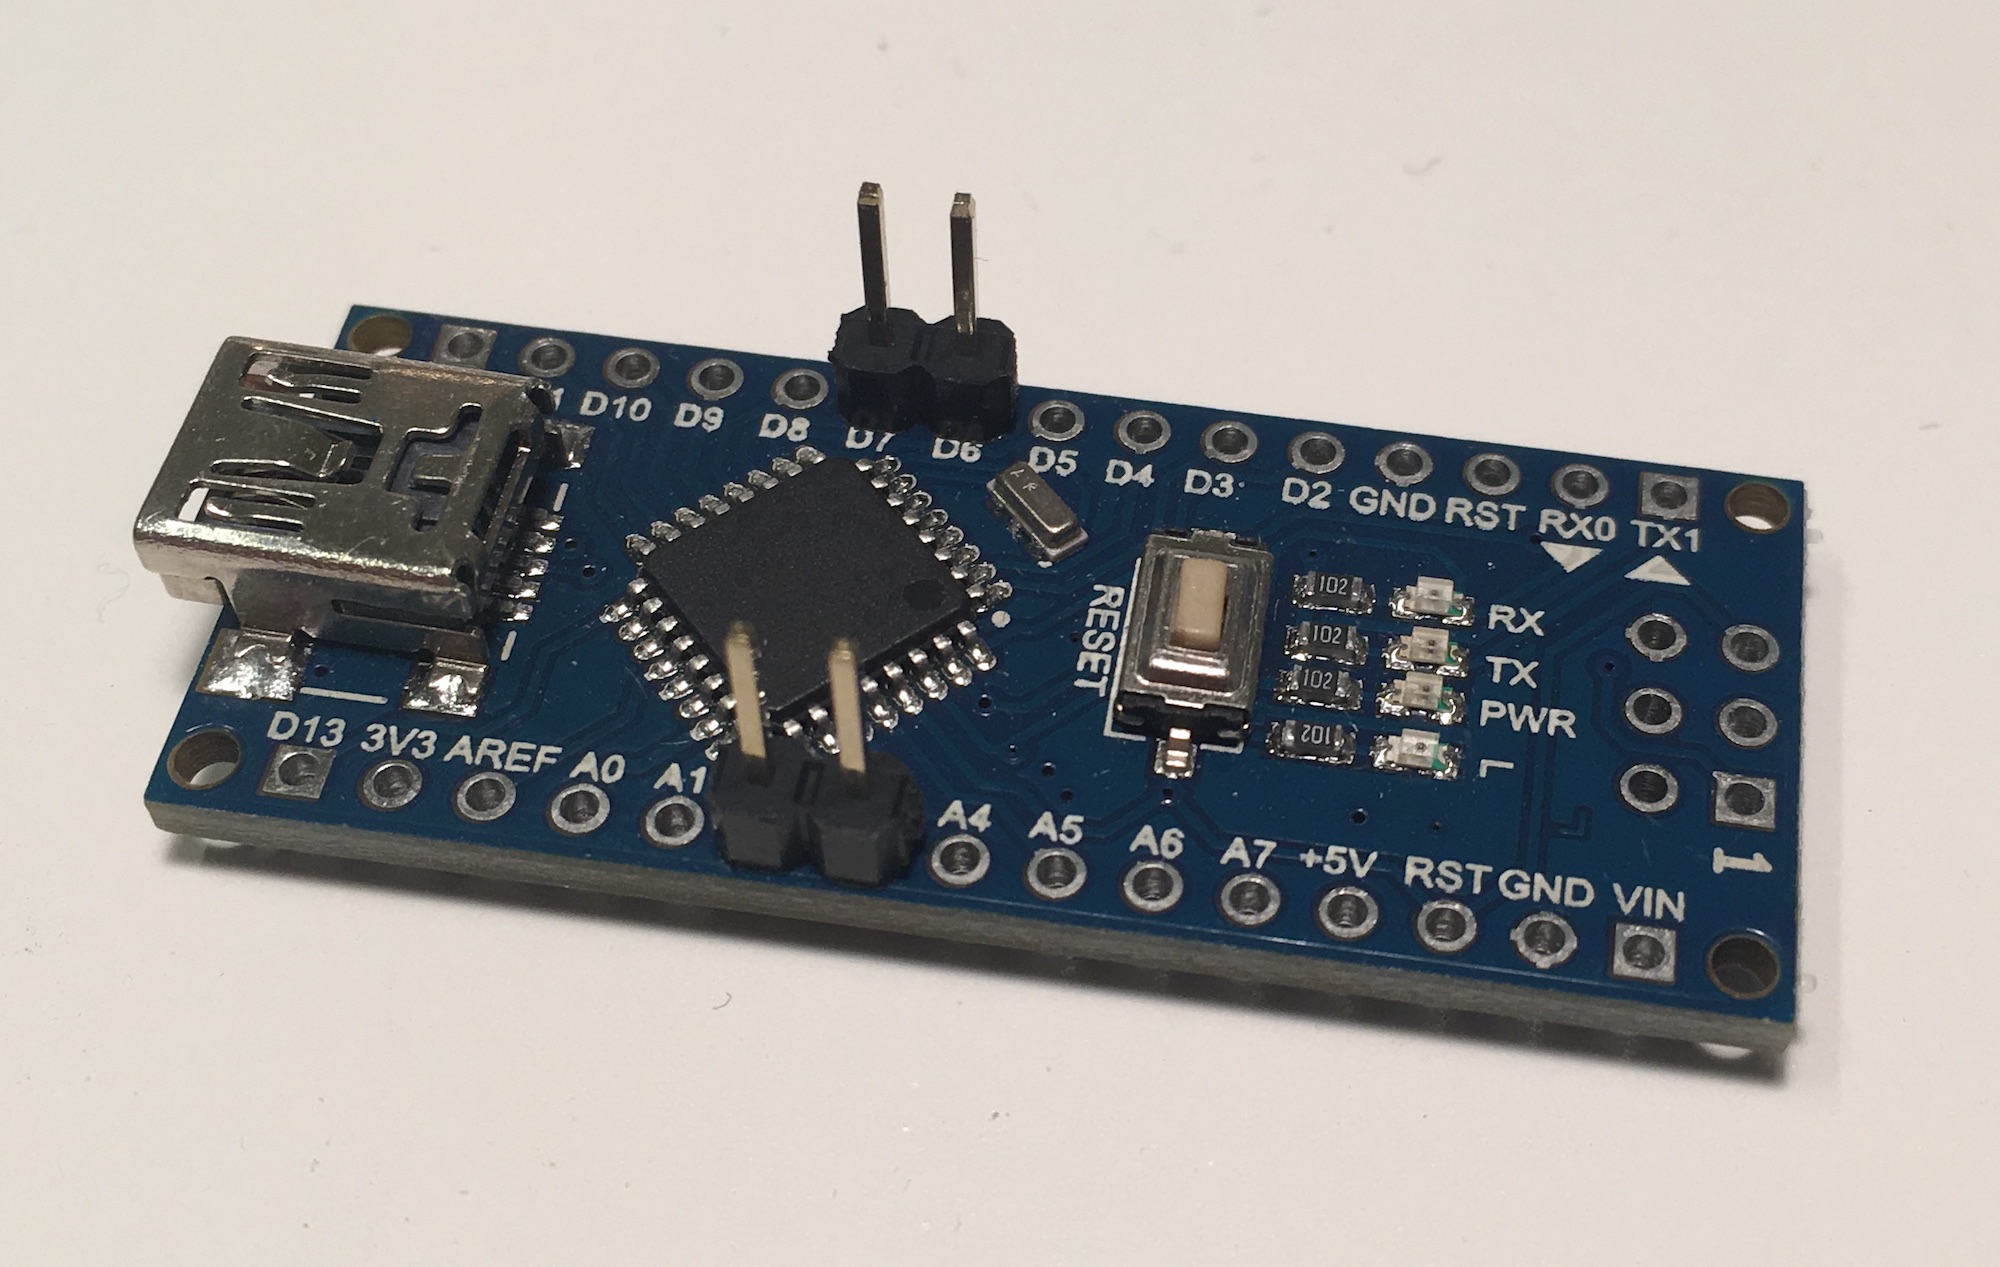 1 D10 D9 D8 D7 D6 D5 D4 D3 D2 GND RST RX0 TX1
RESET
102 RX
102 TX
102 PWR
102 L
D13 3V3 AREF A0 A1 A4 A5 A6 A7 +5V RST GND VIN
1